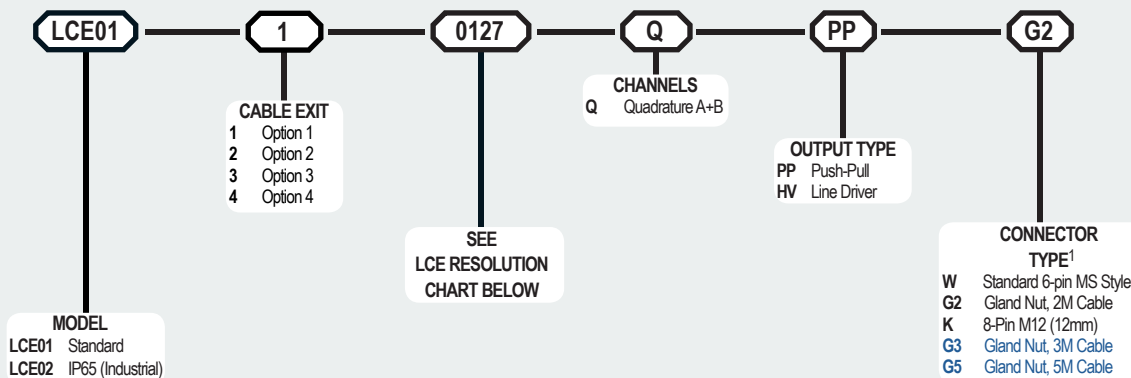 LCE01 1 0127 Q PP G2
MODEL
LCE01 Standard
LCE02 IP65 (Industrial)
CABLE EXIT
1 Option 1
2 Option 2
3 Option 3
4 Option 4
SEE
LCE RESOLUTION
CHART BELOW
CHANNELS
Q Quadrature A+B
OUTPUT TYPE
PP Push-Pull
HV Line Driver
CONNECTOR
TYPE1
W Standard 6-pin MS Style
G2 Gland Nut, 2M Cable
K 8-Pin M12 (12mm)
G3 Gland Nut, 3M Cable
G5 Gland Nut, 5M Cable